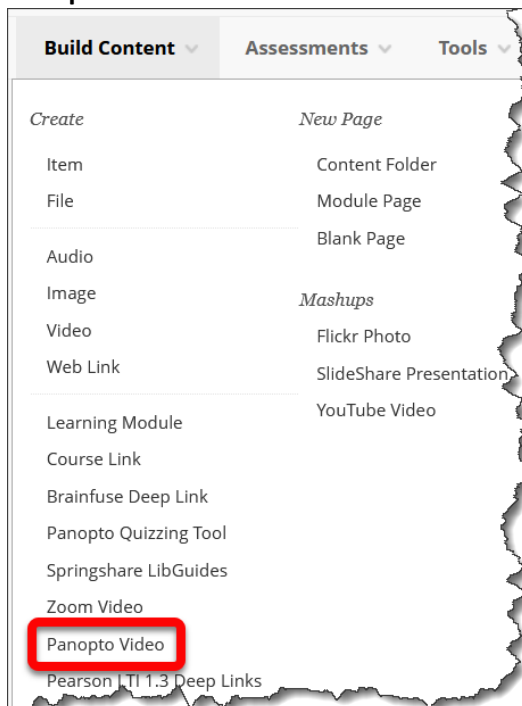 Build Content Assessments Tools
Create
Item
File
Audio
Image
Video
Web Link
Learning Module
Course Link
Brainfuse Deep Link
Panopto Quizzing Tool
Springshare LibGuides
Zoom Video
Panopto Video
Pearson LTI 1.3 Deep Links
New Page
Content Folder
Module Page
Blank Page
Mashups
Flickr Photo
SlideShare Presentation
YouTube Video